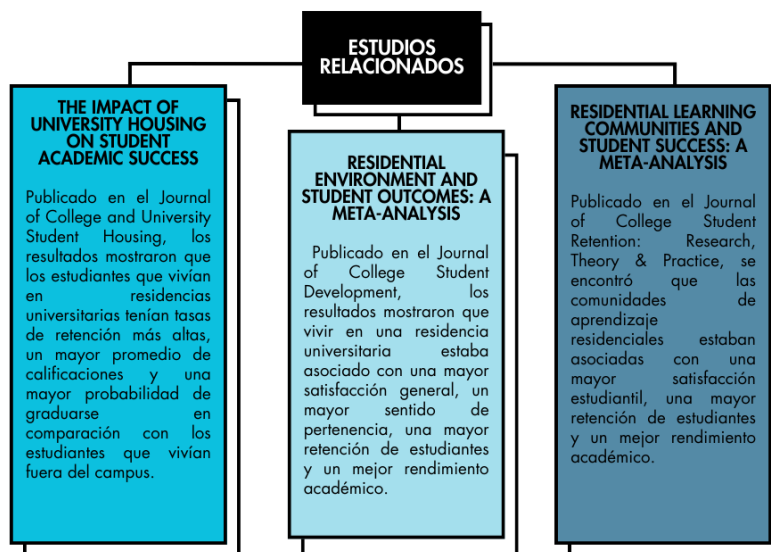 ESTUDIOS
RELACIONADOS
THE IMPACT OF
UNIVERSITY HOUSING
ON STUDENT
ACADEMIC SUCCESS
Publicado en el Journal
of College and University
Student Housing, los
resultados mostraron que
los estudiantes que vivían
en residencias
universitarias tenían tasas
de retención más altas,
un mayor promedio de
calificaciones y una
mayor probabilidad de
graduarse en
comparación con los
estudiantes que vivían
fuera del campus.
RESIDENTIAL
ENVIRONMENT AND
STUDENT OUTCOMES: A
META-ANALYSIS
Publicado en el Journal
of College Student
Development, los
resultados mostraron que
vivir en una residencia
universitaria estaba
asociado con una mayor
satisfacción general, un
mayor sentido de
pertenencia, una mayor
retención de estudiantes
y un mejor rendimiento
académico.
RESIDENTIAL LEARNING
COMMUNITIES AND
STUDENT SUCCESS: A
META-ANALYSIS
Publicado en el Journal
of College Student
Retention: Research,
Theory & Practice, se
encontró que las
comunidades de
aprendizaje
residenciales estaban
asociadas con una
mayor satisfacción
estudiantil, una mayor
retención de estudiantes
y un mejor rendimiento
académico.